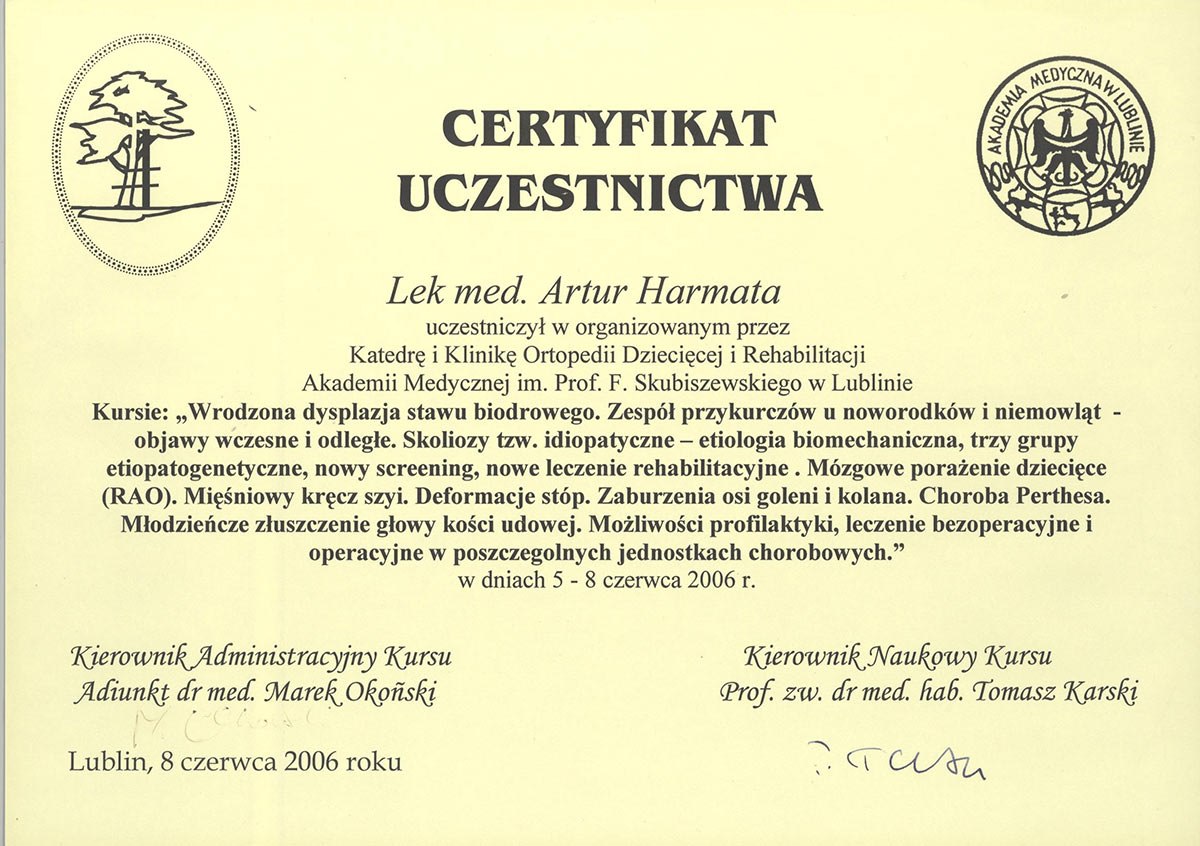 CERTYFIKAT
UCZESTNICTWA
AKADEMIA MEDYCZNA W LUBLINIE
Lek med. Artur Harmata
uczestniczył w organizowanym przez
Katedrę i Klinikę Ortopedii Dziecięcej i Rehabilitacji
Akademii Medycznej im. Prof. F. Skubiszewskiego w Lublinie
Kursie: „Wrodzona dysplazja stawu biodrowego. Zespół przykurczów u noworodków i niemowląt -
objawy wczesne i odległe. Skoliozy tzw. idiopatyczne – etiologia biomechaniczna, trzy grupy
etiopatogenetyczne, nowy screening, nowe leczenie rehabilitacyjne . Mózgowe porażenie dziecięce
(RAO). Mięśniowy kręcz szyi. Deformacje stóp. Zaburzenia osi goleni i kolana. Choroba Perthesa.
Młodzieńcze złuszczenie głowy kości udowej. Możliwości profilaktyki, leczenie bezoperacyjne i
operacyjne w poszczegolnych jednostkach chorobowych.”
w dniach 5 - 8 czerwca 2006 r.
Kierownik Administracyjny Kursu
Adiunkt dr med. Marek Okoñski
Kierownik Naukowy Kursu
Prof. zw. dr med. hab. Tomasz Karski
Lublin, 8 czerwca 2006 roku